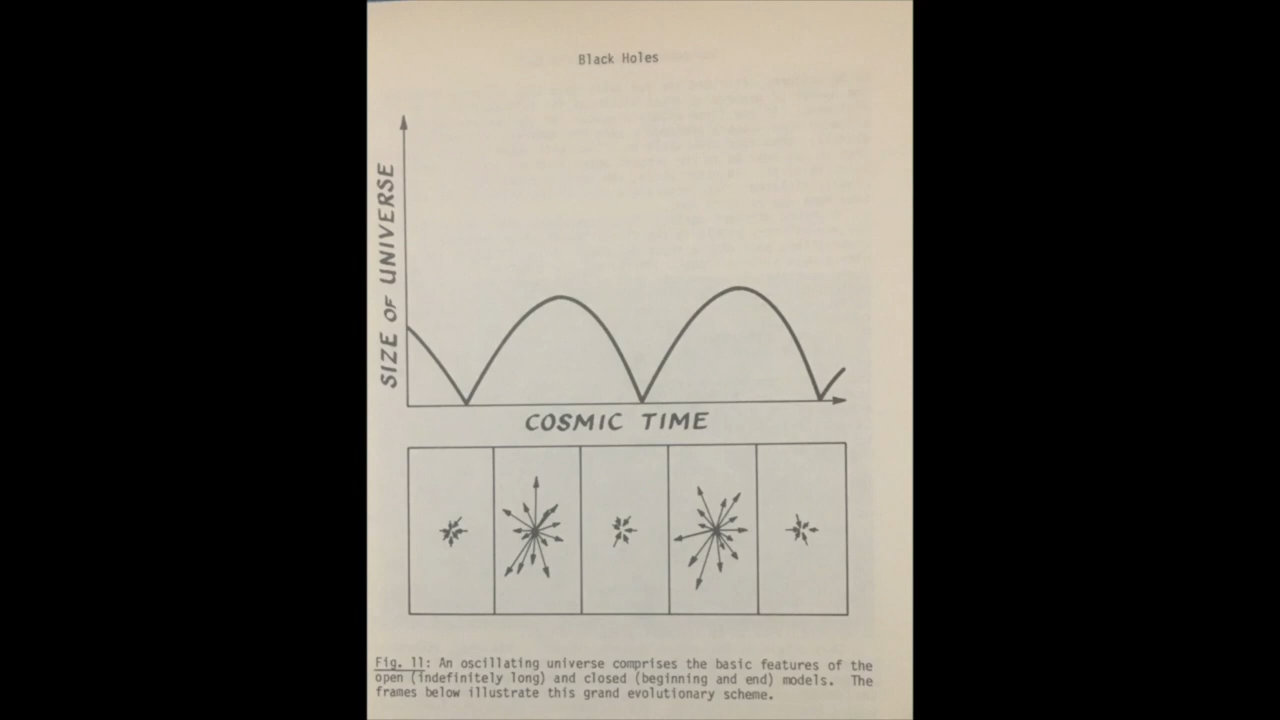 Black Holes
SIZE OF UNIVERSE
COSMIC TIME
Fig. 11: An oscillating universe comprises the basic features of the
open (indefinitely long) and closed (beginning and end) models. The
frames below illustrate this grand evolutionary scheme.